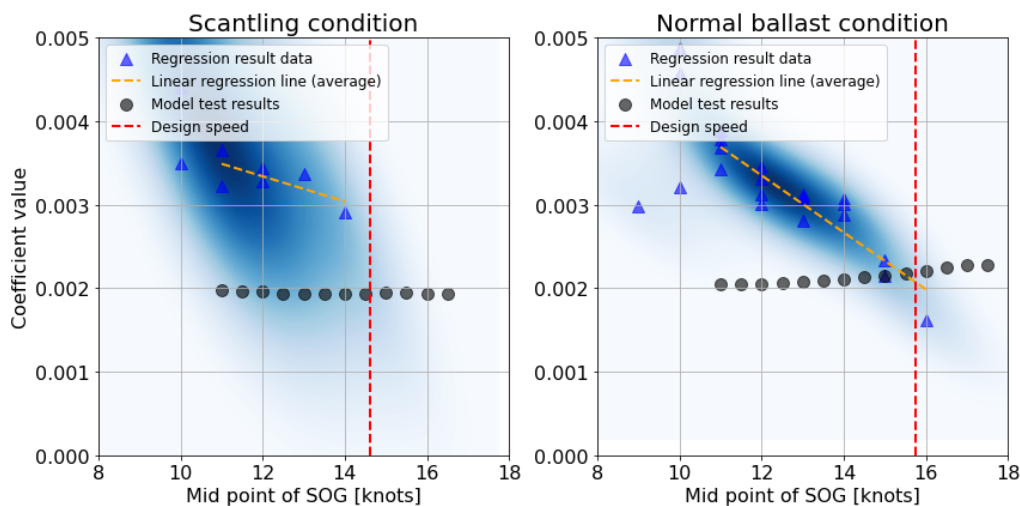 Scantling condition
Regression result data
Linear regression line (average)
Model test results
Design speed
Coefficient value
0.005
0.004
0.003
0.002
0.001
0.000
8 10 12 14 16 18
Mid point of SOG [knots]
Normal ballast condition
Regression result data
Linear regression line (average)
Model test results
Design speed
0.005
0.004
0.003
0.002
0.001
0.000
8 10 12 14 16 18
Mid point of SOG [knots]